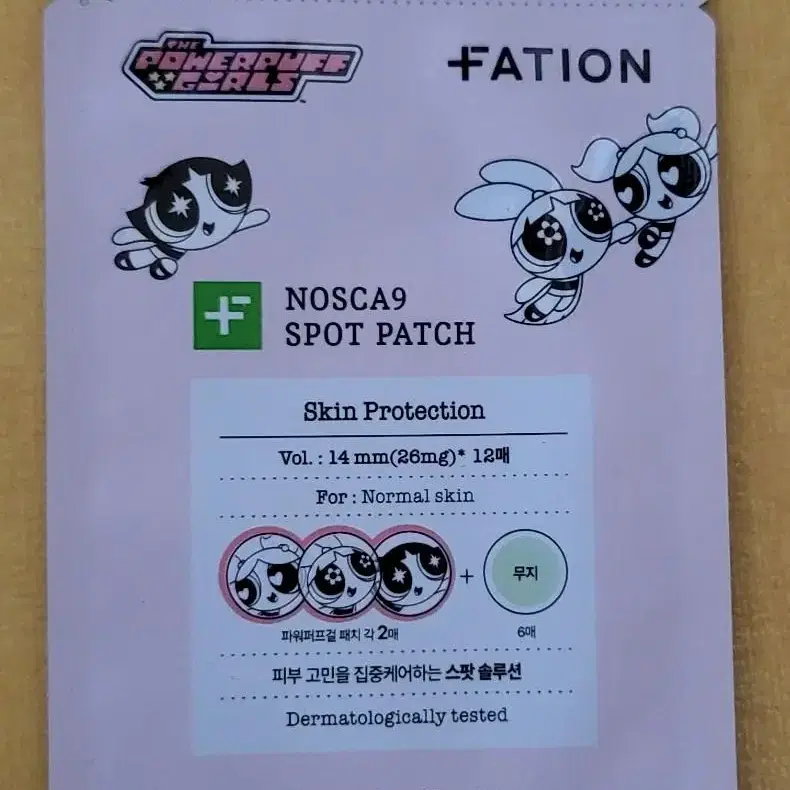 THE
POWERPUFF
GIRLS
TM
FATION
NOSCA9
SPOT PATCH
Skin Protection
Vol. : 14 mm(26mg)* 12매
For : Normal skin
+
무지
파워퍼프걸 패치 각 2매
6매
피부 고민을 집중케어하는 스팟 솔루션
Dermatologically tested